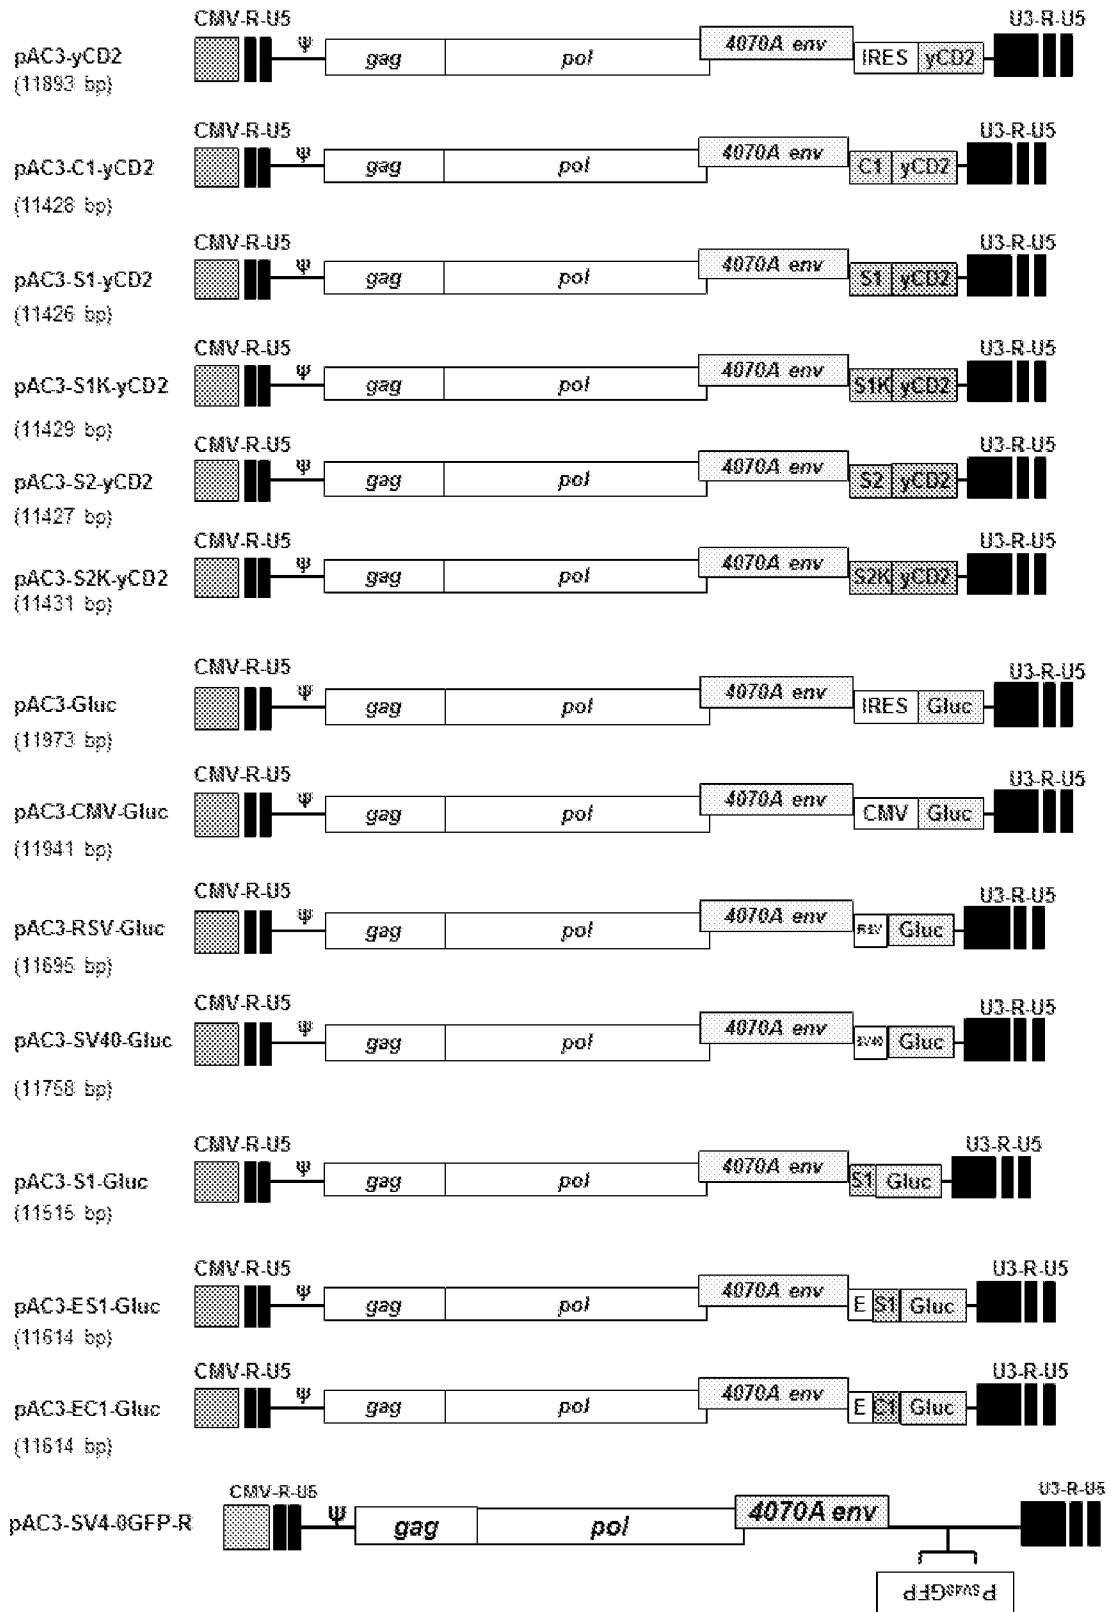 CMV-R-U5 U3-R-U5
pAC3-yCD2 Ψ gag pol 4070A env IRES yCD2
(11893 bp)
CMV-R-U5 U3-R-U5
pAC3-C1-yCD2 Ψ gag pol 4070A env C1 yCD2
(11428 bp)
CMV-R-U5 U3-R-U5
pAC3-S1-yCD2 Ψ gag pol 4070A env S1 yCD2
(11426 bp)
CMV-R-U5 U3-R-U5
pAC3-S1K-yCD2 Ψ gag pol 4070A env S1K yCD2
(11429 bp)
CMV-R-U5 U3-R-U5
pAC3-S2-yCD2 Ψ gag pol 4070A env S2 yCD2
(11427 bp)
CMV-R-U5 U3-R-U5
pAC3-S2K-yCD2 Ψ gag pol 4070A env S2K yCD2
(11431 bp)
CMV-R-U5 U3-R-U5
pAC3-Gluc Ψ gag pol 4070A env IRES Gluc
(11973 bp)
CMV-R-U5 U3-R-U5
pAC3-CMV-Gluc Ψ gag pol 4070A env CMV Gluc
(11941 bp)
CMV-R-U5 U3-R-U5
pAC3-RSV-Gluc Ψ gag pol 4070A env RSV Gluc
(11695 bp)
CMV-R-U5 U3-R-U5
pAC3-SV40-Gluc Ψ gag pol 4070A env SV40 Gluc
(11758 bp)
CMV-R-U5 U3-R-U5
pAC3-S1-Gluc Ψ gag pol 4070A env S1 Gluc
(11515 bp)
CMV-R-U5 U3-R-U5
pAC3-ES1-Gluc Ψ gag pol 4070A env E S1 Gluc
(11614 bp)
CMV-R-U5 U3-R-U5
pAC3-EC1-Gluc Ψ gag pol 4070A env E C1 Gluc
(11614 bp)
CMV-R-U5 U3-R-U5
pAC3-SV4-0GFP-R Ψ gag pol 4070A env
PSV40GFP